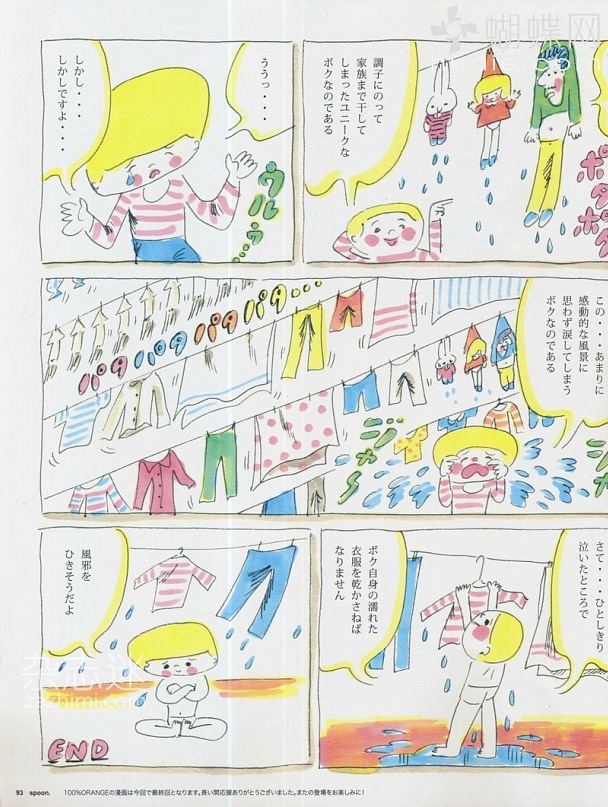 調子にのって
家族まで干して
しまったユニークな
ボクなのである
ポタポタ
ううっ・・・
しかし・・・
しかしですよ・・・
ウルゥ…
この・・・あまりに
感動的な風景に
思わず涙してしまう
ボクなのである
パタパタパタパタ…
ジャ〜
ジャ〜
さて・・・ひとしきり
泣いたところで
ボク自身の濡れた
衣服を乾かさねば
なりません
風邪を
ひきそうだよ
END
93 spoon. 100%ORANGEの漫画は今回で最終回となります。長い間応援ありがとうございました。またの登場をお楽しみに!
蝴蝶网
杂志迷
zazhimi.com